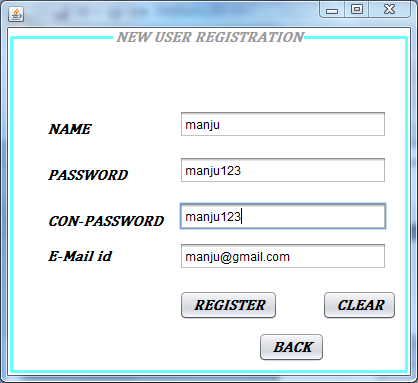 NEW USER REGISTRATION
NAME manju
PASSWORD manju123
CON-PASSWORD manju123
E-Mail id manju@gmail.com
REGISTER CLEAR
BACK